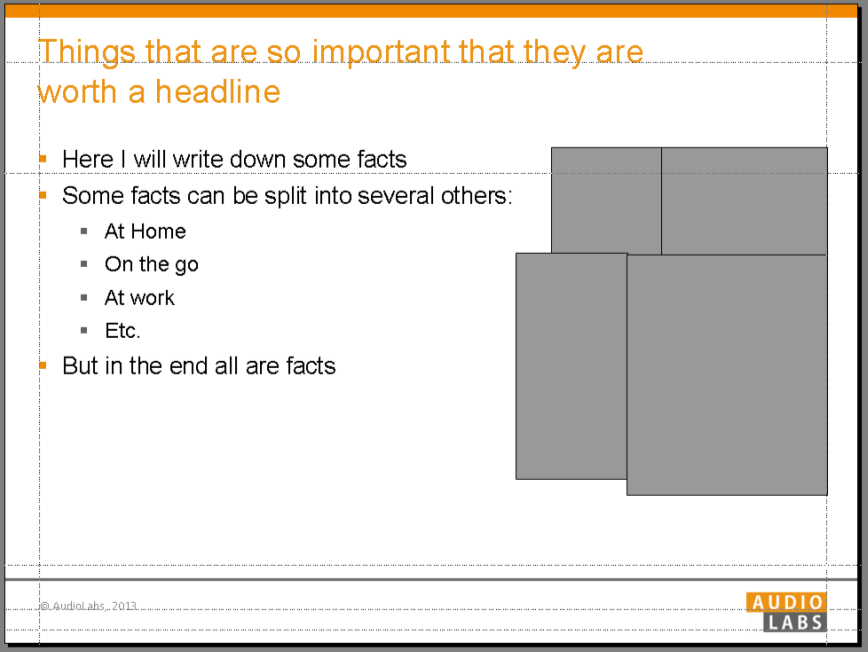 Things that are so important that they are
worth a headline
Here I will write down some facts
Some facts can be split into several others:
At Home
On the go
At work
Etc.
But in the end all are facts
© AudioLabs, 2013
AUDIO
LABS